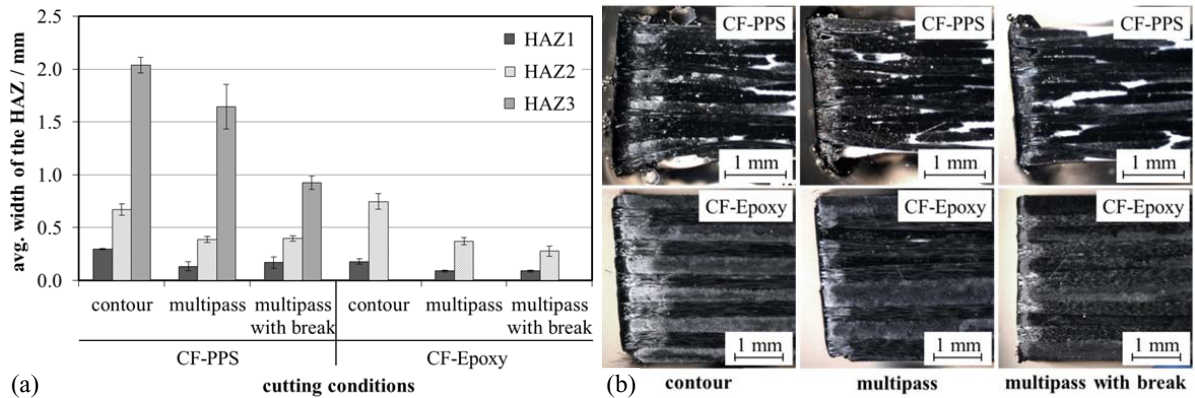 2.5
2.0
1.5
1.0
0.5
0.0
avg. width of the HAZ / mm
HAZ1
HAZ2
HAZ3
contour
multipass
multipass
with break
contour
multipass
multipass
with break
CF-PPS
CF-Epoxy
cutting conditions
(a)
CF-PPS
1 mm
CF-PPS
1 mm
CF-PPS
1 mm
CF-Epoxy
1 mm
CF-Epoxy
1 mm
CF-Epoxy
1 mm
(b)
contour
multipass
multipass with break